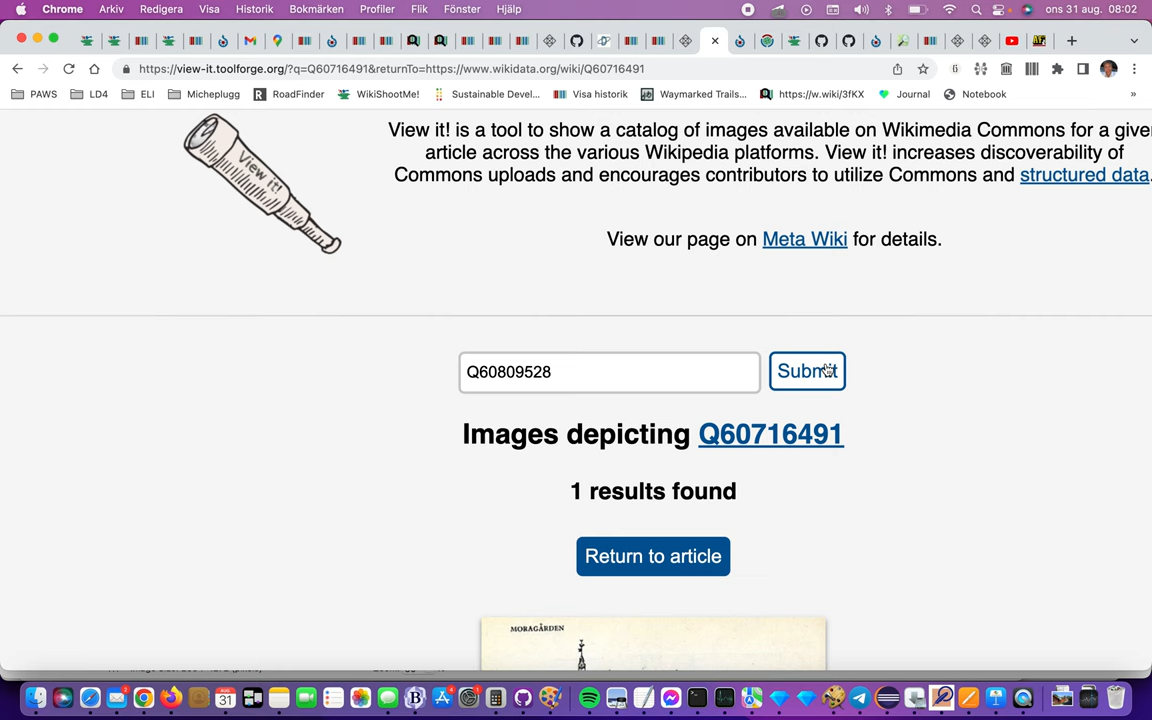 Chrome Arkiv Redigera Visa Historik Bokmärken Profiler Flik Fönster Hjälp ons 31 aug. 08:02
https://view-it.toolforge.org/?q=Q60716491&returnTo=https://www.wikidata.org/wiki/Q60716491
PAWS LD4 ELI Micheplugg RoadFinder WikiShootMe! Sustainable Devel... Visa historik Waymarked Trails... https://w.wiki/3fKX Journal Notebook »
View it!
View it! is a tool to show a catalog of images available on Wikimedia Commons for a give
article across the various Wikipedia platforms. View it! increases discoverability of
Commons uploads and encourages contributors to utilize Commons and structured data.
View our page on Meta Wiki for details.
Q60809528 Submit
Images depicting Q60716491
1 results found
Return to article
MORAGÅRDEN